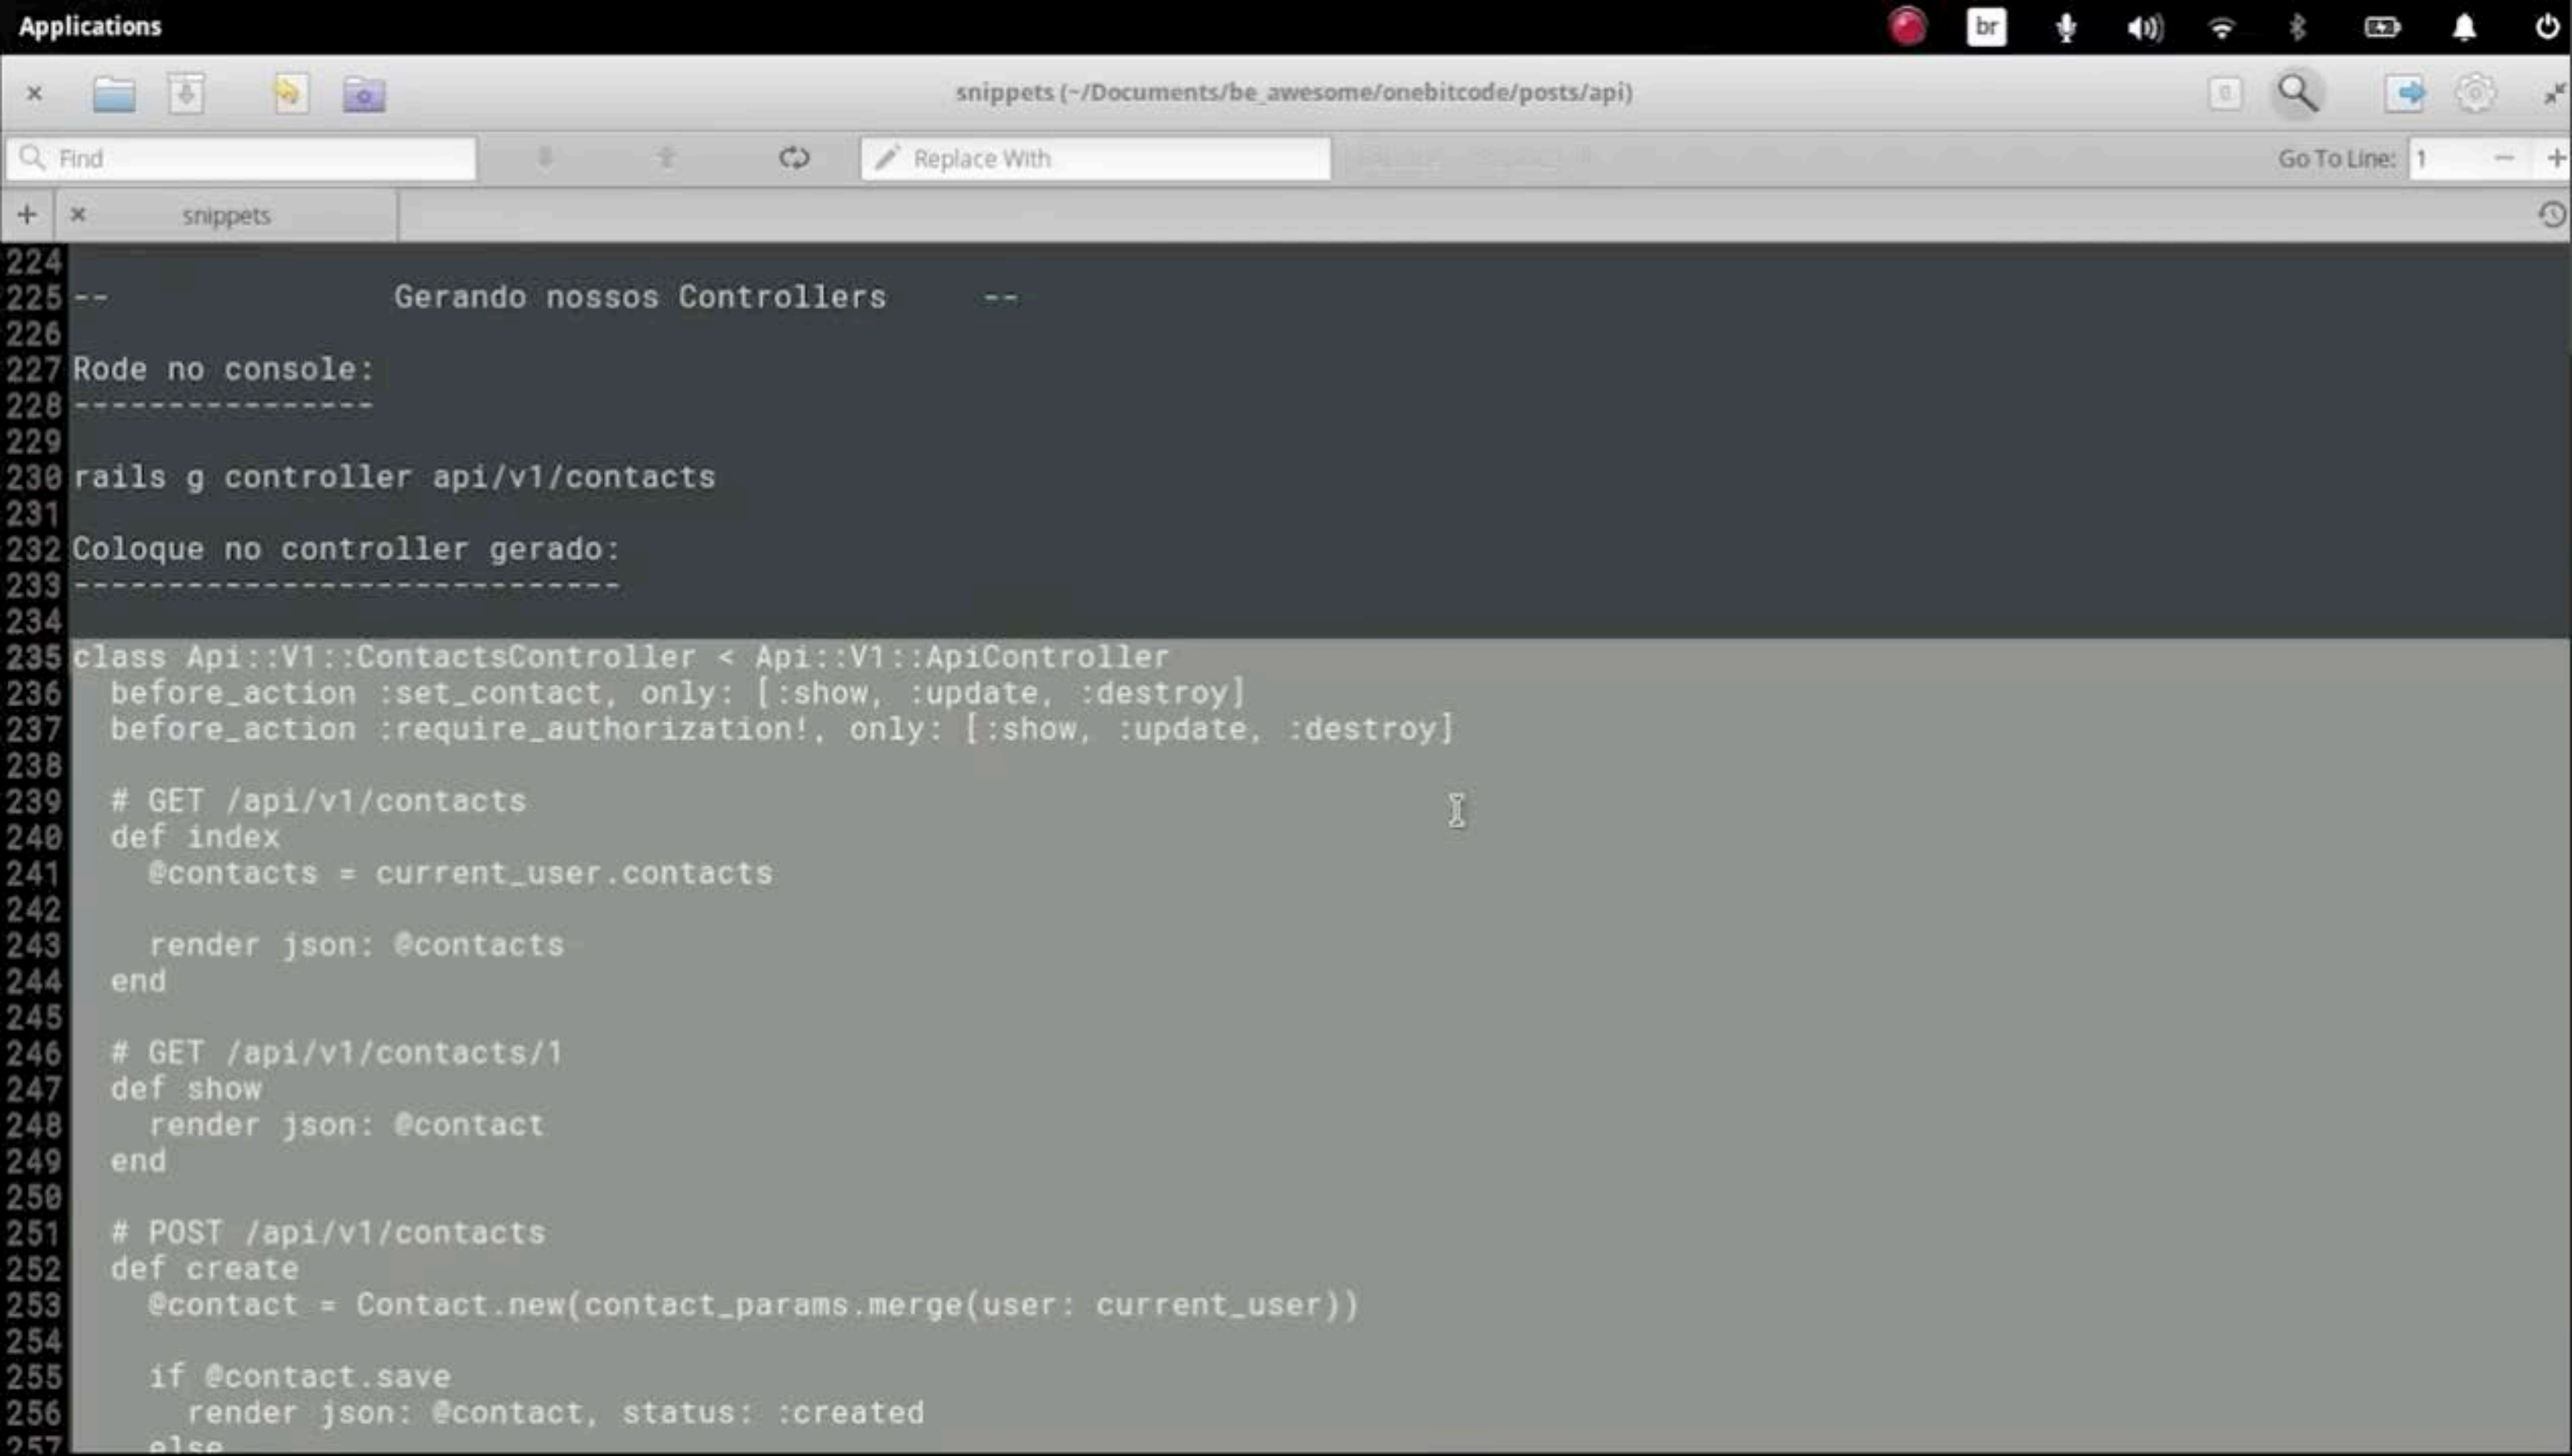 Applications
br
snippets (~/Documents/be_awesome/onebitcode/posts/api)
Find
Replace With
Go To Line: 1
snippets
224
225 -- Gerando nossos Controllers --
226
227 Rode no console:
228 ----------------
229
230 rails g controller api/v1/contacts
231
232 Coloque no controller gerado:
233 -----------------------------
234
235 class Api::V1::ContactsController < Api::V1::ApiController
236   before_action :set_contact, only: [:show, :update, :destroy]
237   before_action :require_authorization!, only: [:show, :update, :destroy]
238
239   # GET /api/v1/contacts
240   def index
241     @contacts = current_user.contacts
242
243     render json: @contacts
244   end
245
246   # GET /api/v1/contacts/1
247   def show
248     render json: @contact
249   end
250
251   # POST /api/v1/contacts
252   def create
253     @contact = Contact.new(contact_params.merge(user: current_user))
254
255     if @contact.save
256       render json: @contact, status: :created
257     else